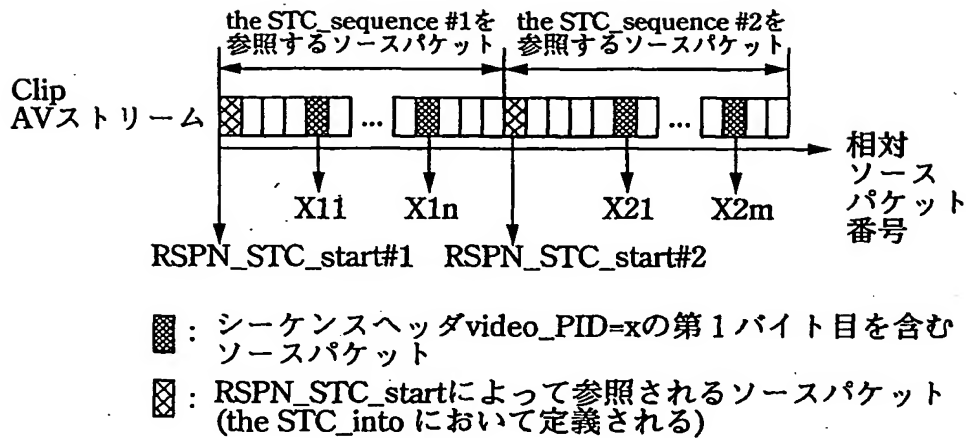 the STC_sequence #1を
参照するソースパケット
the STC_sequence #2を
参照するソースパケット
Clip
AVストリーム
...
...
相対
ソース
パケット
番号
X11
X1n
X21
X2m
RSPN_STC_start#1
RSPN_STC_start#2
: シーケンスヘッダvideo_PID=xの第1バイト目を含む
ソースパケット
: RSPN_STC_startによって参照されるソースパケット
(the STC_into において定義される)